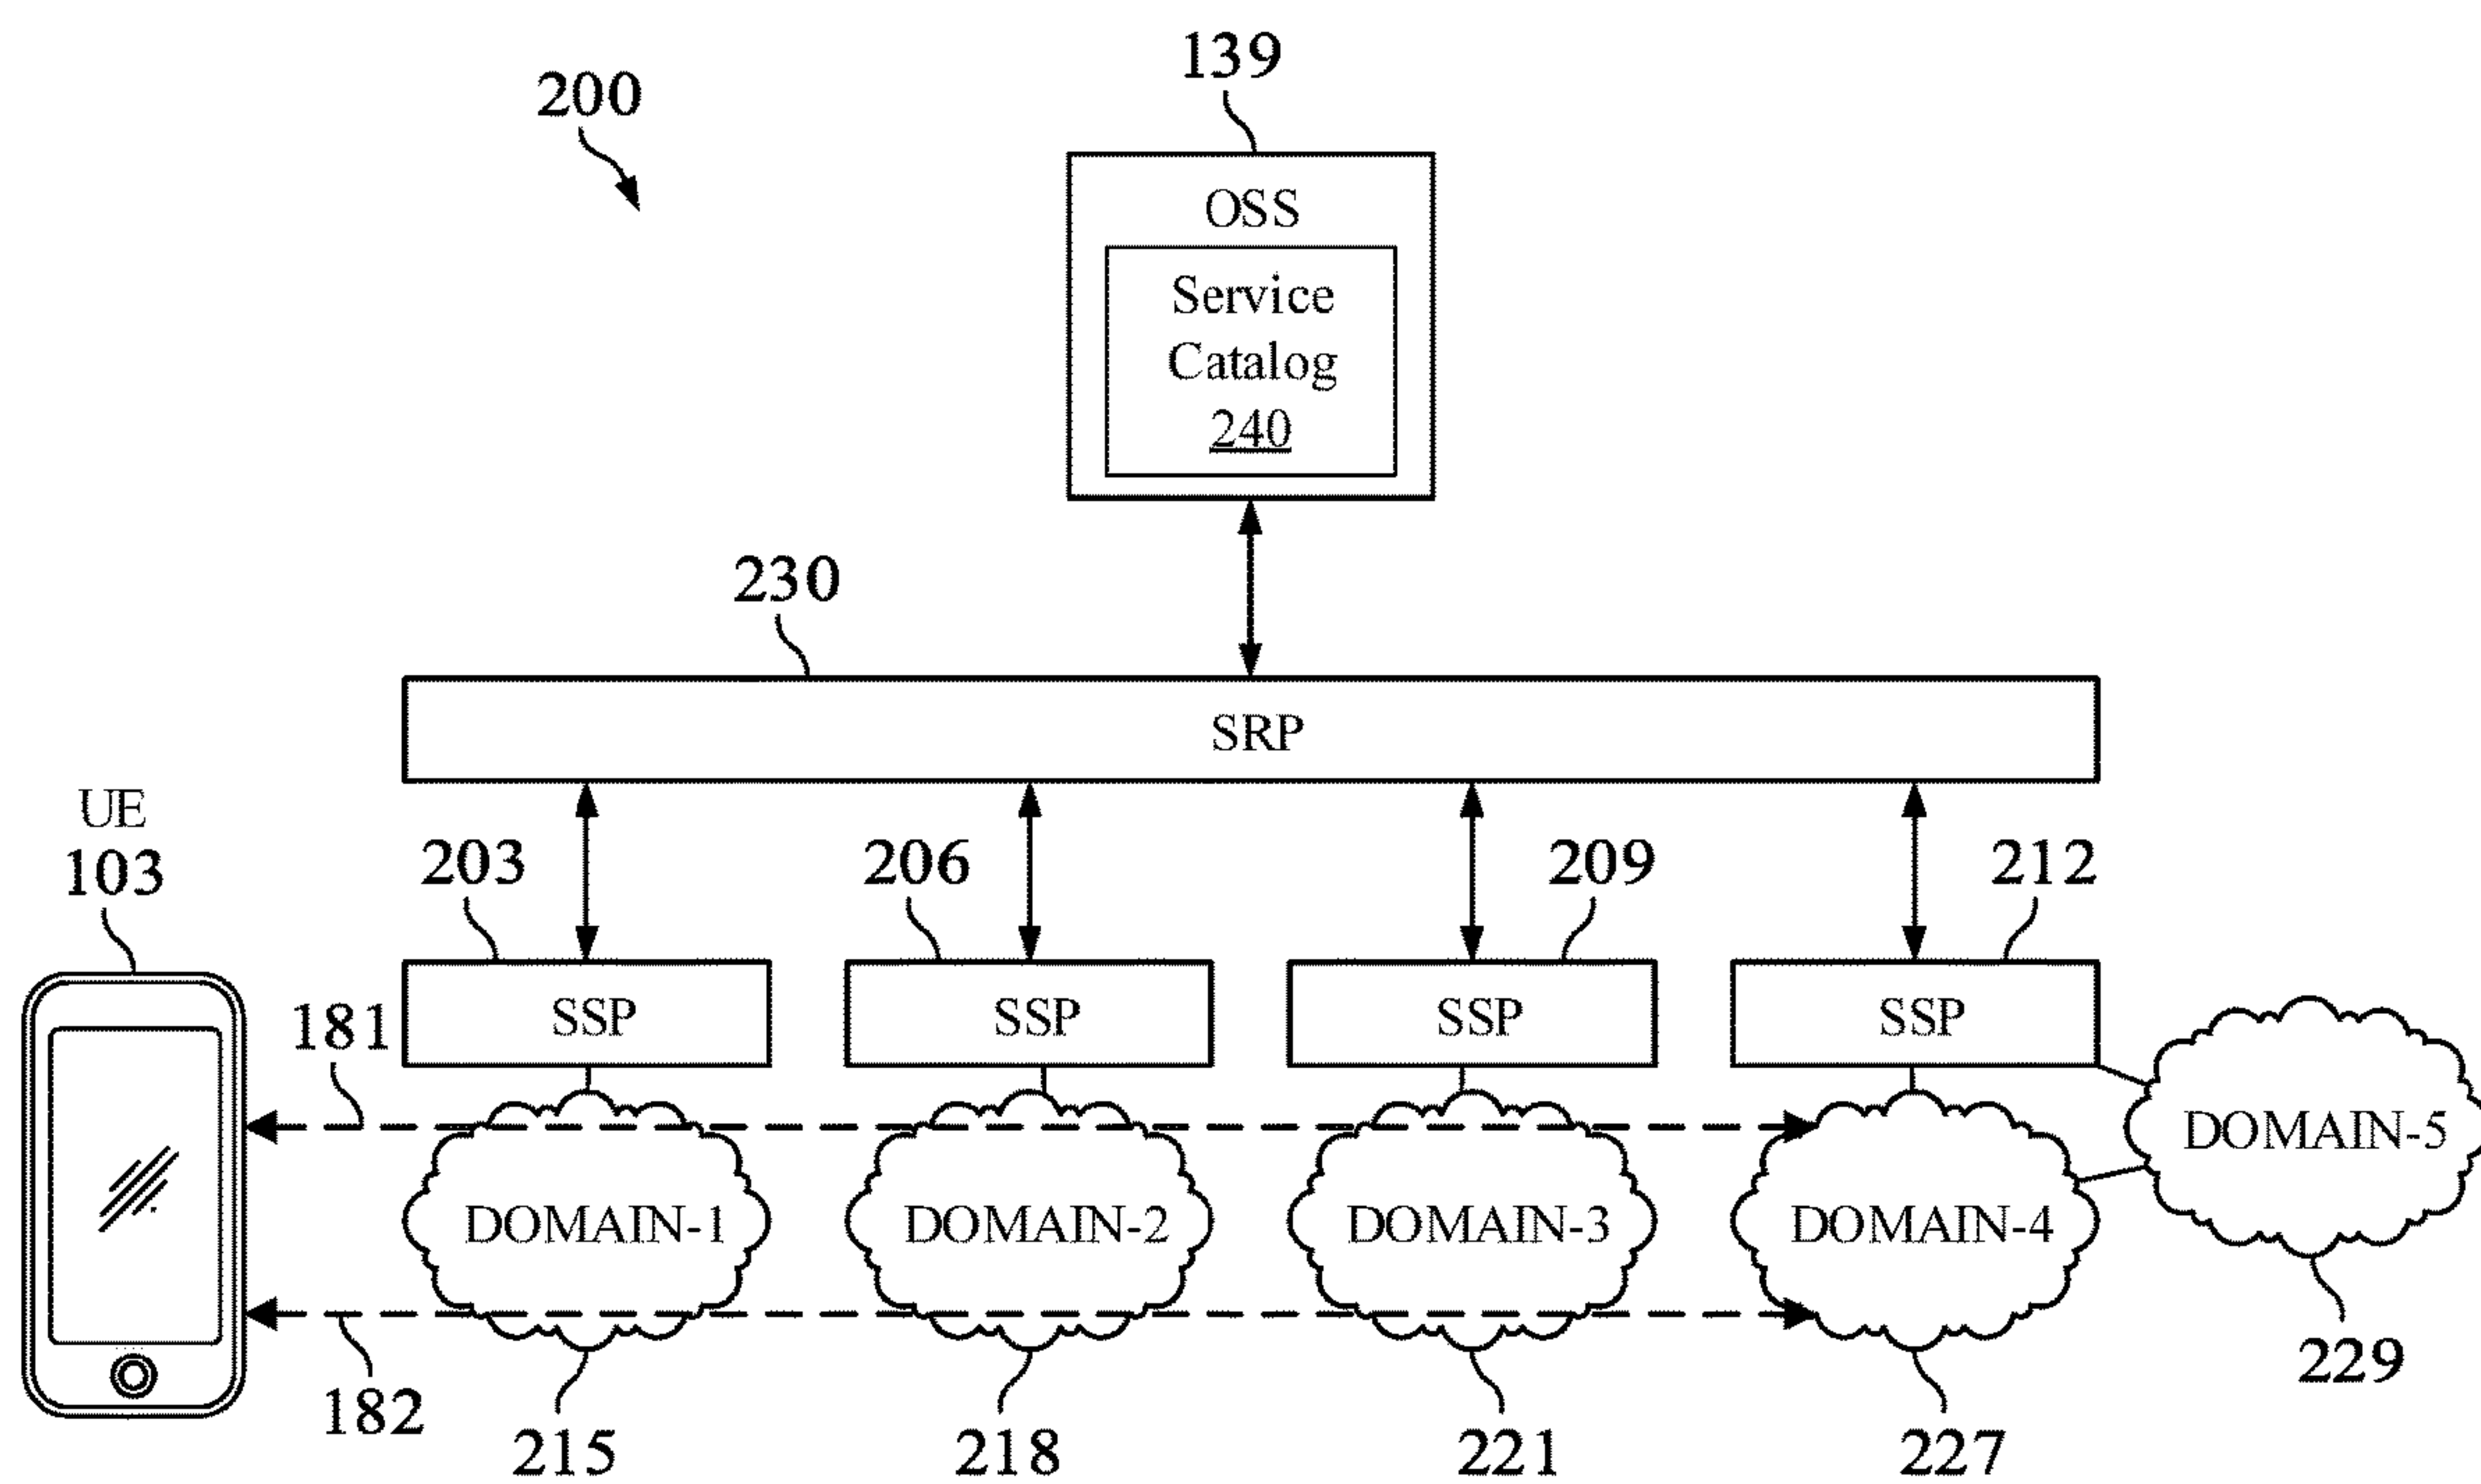 139
200
OSS
Service
Catalog
240
230
SRP
UE
103
203
206
209
212
SSP
SSP
SSP
SSP
181
DOMAIN-5
DOMAIN-1
DOMAIN-2
DOMAIN-3
DOMAIN-4
229
182
215
218
221
227